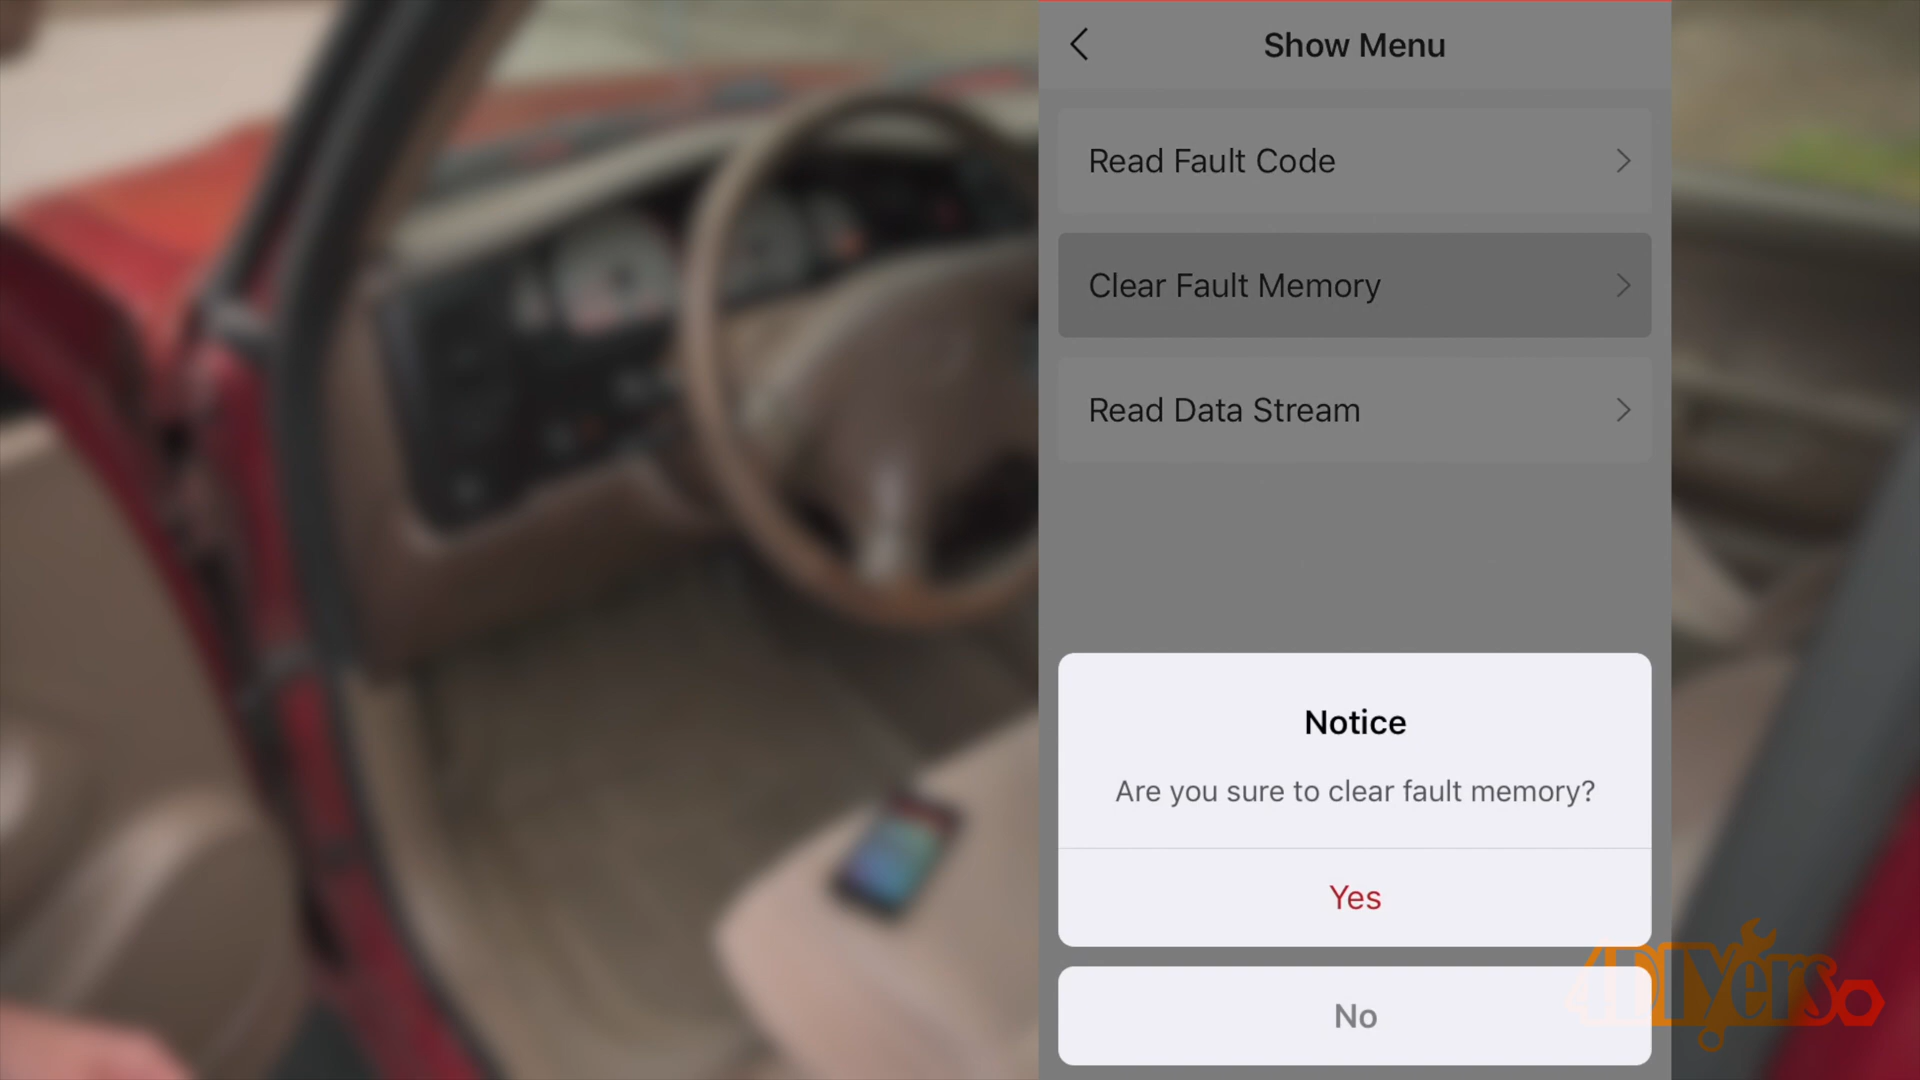 Show Menu
Read Fault Code
Clear Fault Memory
Read Data Stream
Notice
Are you sure to clear fault memory?
Yes
No
4DIYers